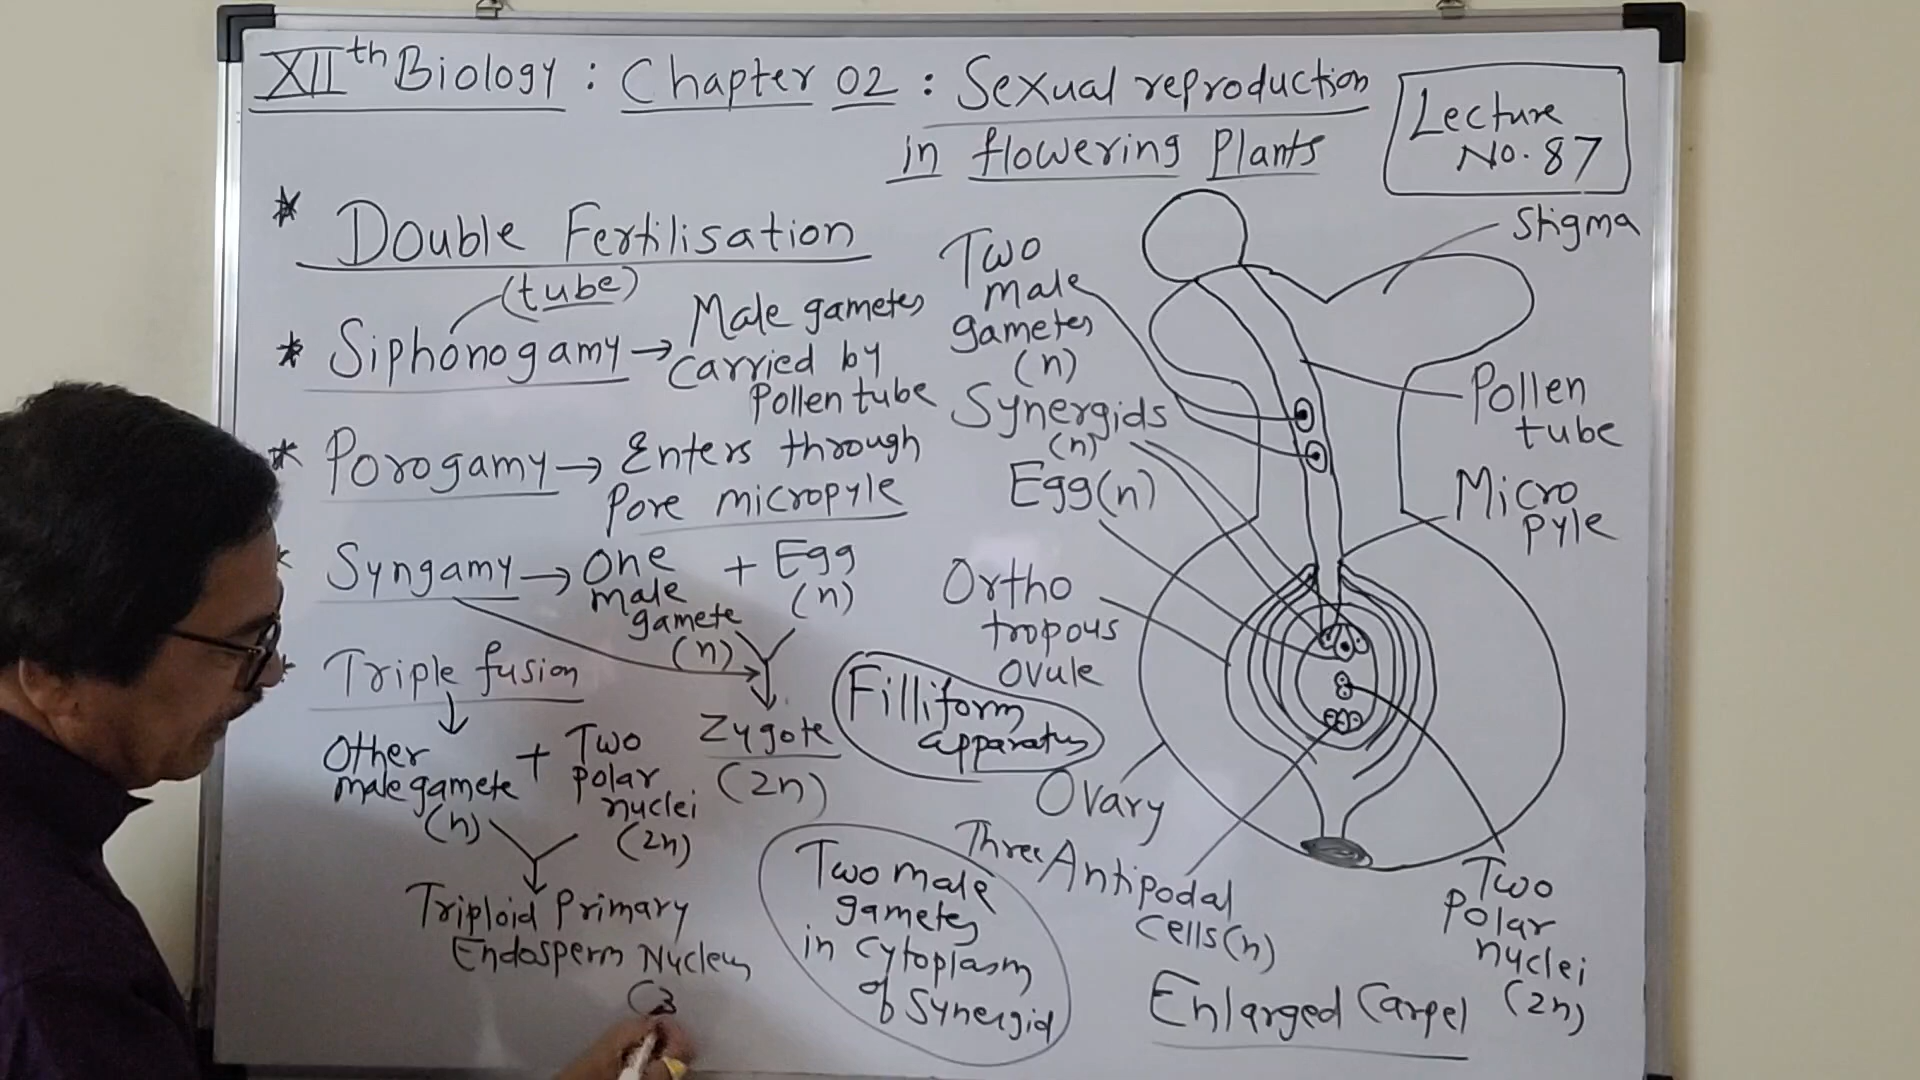 XIIth Biology : Chapter 02 : Sexual reproduction
in flowering Plants
Lecture
No. 87
* Double Fertilisation
(tube)
* Siphonogamy → Male gametes
carried by
Pollen tube
* Porogamy → Enters through
Pore micropyle
* Syngamy → One + Egg
male (n)
gamete
(n)
Zygote
(2n)
* Triple fusion
Other + Two
male gamete polar
(n) nuclei
(2n)
Triploid Primary
Endosperm Nucleus
(3
Filliform
apparatus
Two male
gametes
in cytoplasm
of Synergid
Two
male
gametes
(n)
Synergids
(n)
Egg(n)
Ortho
tropous
ovule
Ovary
Three Antipodal
cells(n)
Stigma
Pollen
tube
Micro
pyle
Two
Polar
nuclei
(2n)
Enlarged Carpel